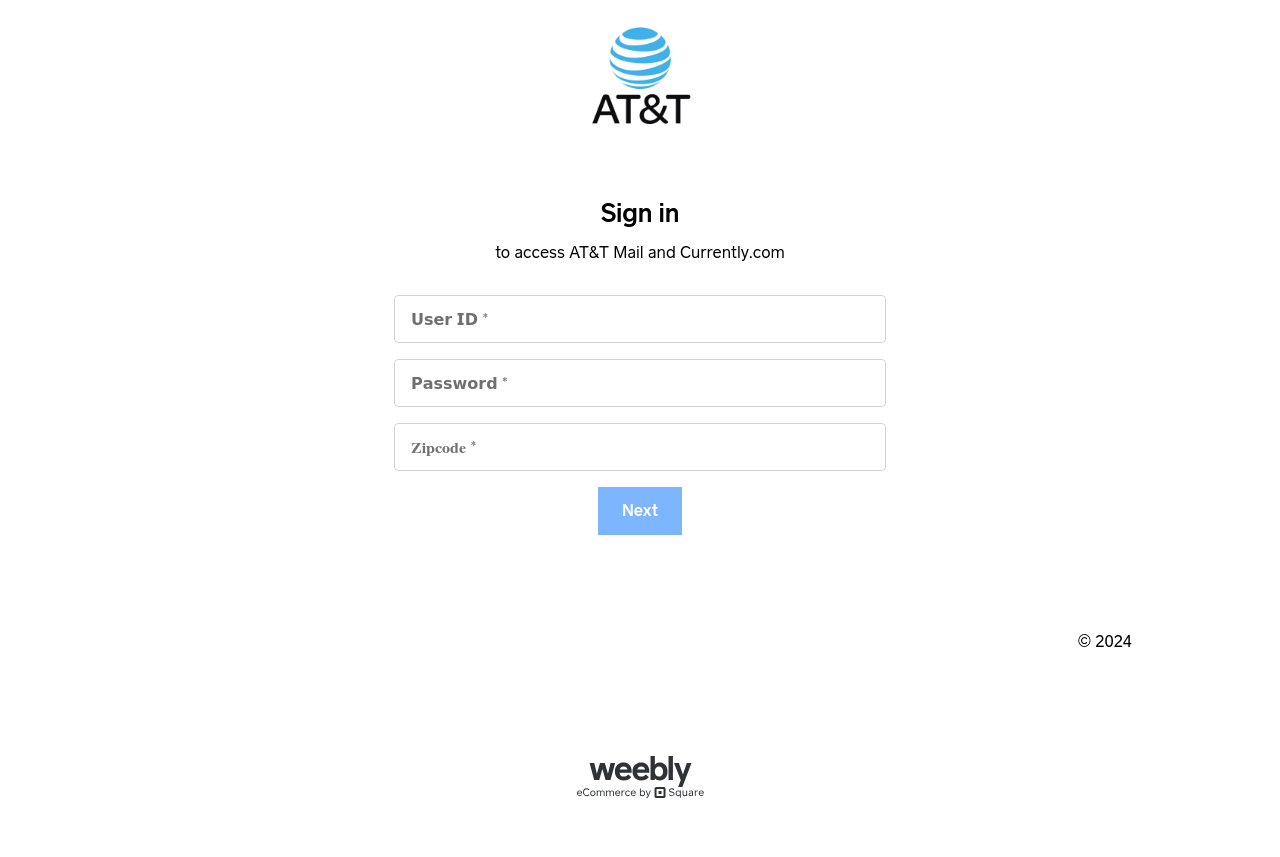 AT&T
Sign in
to access AT&T Mail and Currently.com
User ID *
Password *
Zipcode *
Next
© 2024
weebly
eCommerce by Square